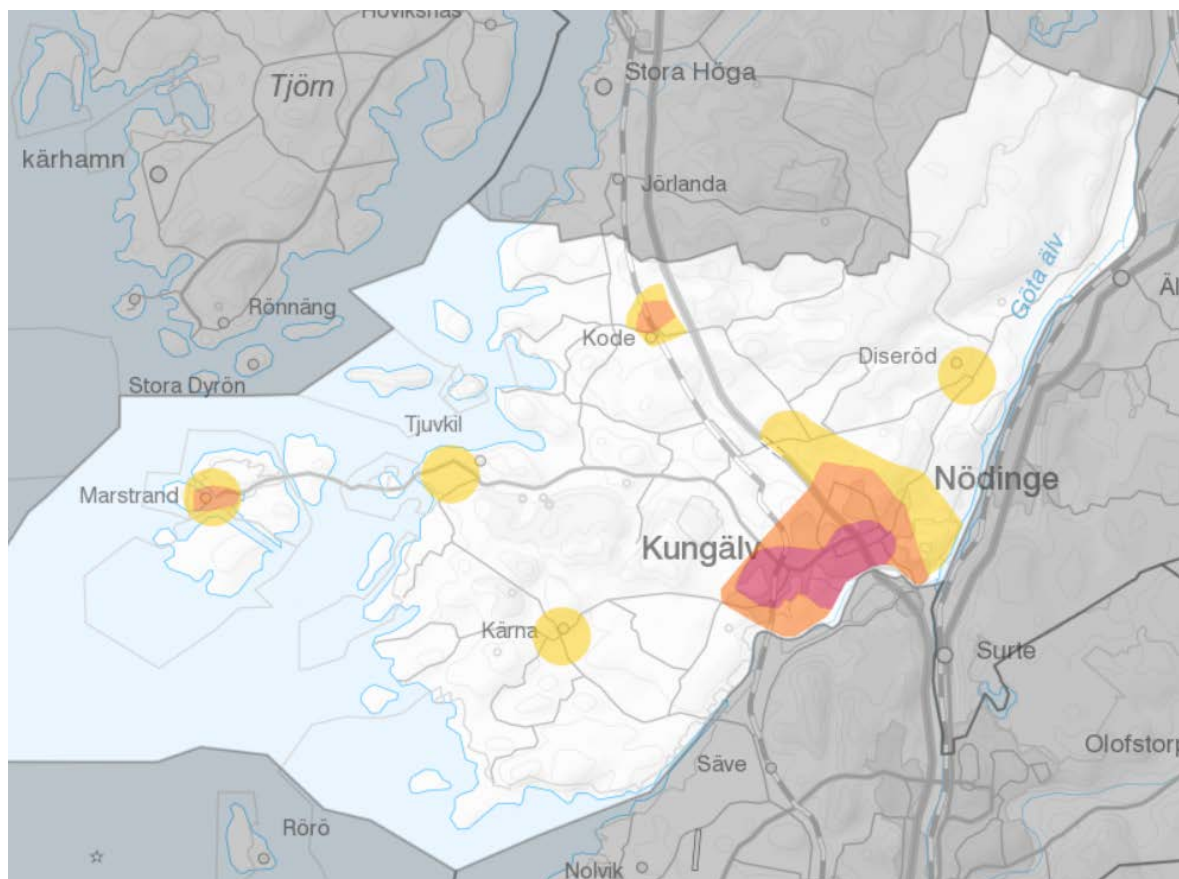 Stora Höga
Tjörn
kärhamn
Jörlanda
Göta älv
Rönnäng
Kode
Diseröd
Stora Dyrön
Tjuvkil
Marstrand
Nödinge
Kungälv
Kärna
Surte
Olofstorp
Säve
Rörö
Nolvik